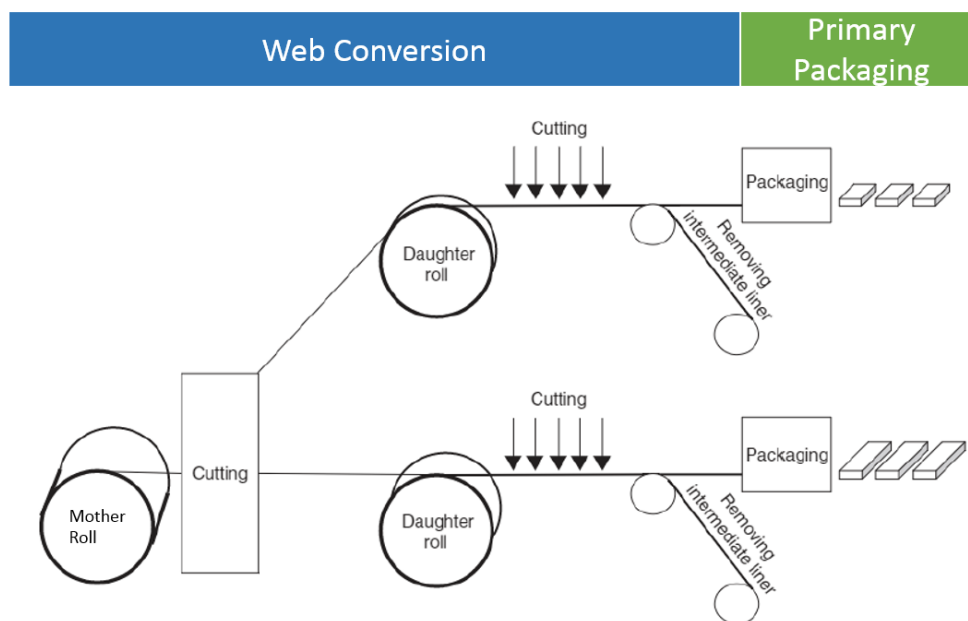 Web Conversion
Primary
Packaging
Cutting
Packaging
Daughter
roll
Removing
intermediate liner
Cutting
Cutting
Packaging
Mother
Roll
Daughter
roll
Removing
intermediate liner